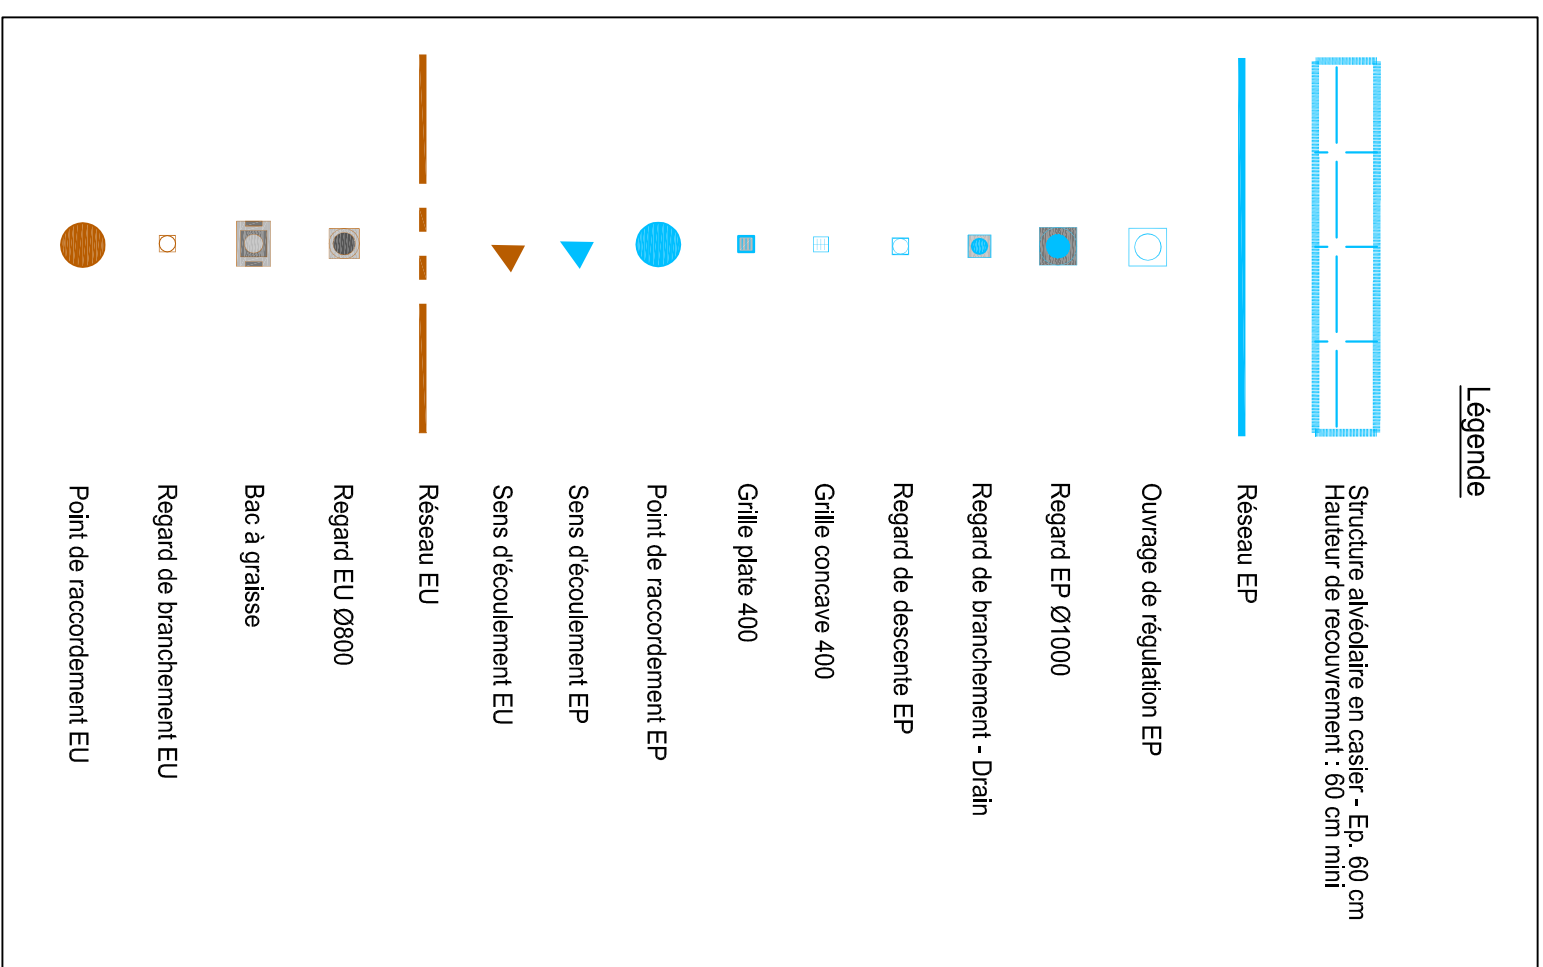 Légende
Structure alvéolaire en casier - Ep. 60 cm
Hauteur de recouvrement : 60 cm mini
Réseau EP
Ouvrage de régulation EP
Regard EP Ø1000
Regard de branchement - Drain
Regard de descente EP
Grille concave 400
Grille plate 400
Point de raccordement EP
Sens d'écoulement EP
Sens d'écoulement EU
Réseau EU
Regard EU Ø800
Bac à graisse
Regard de branchement EU
Point de raccordement EU